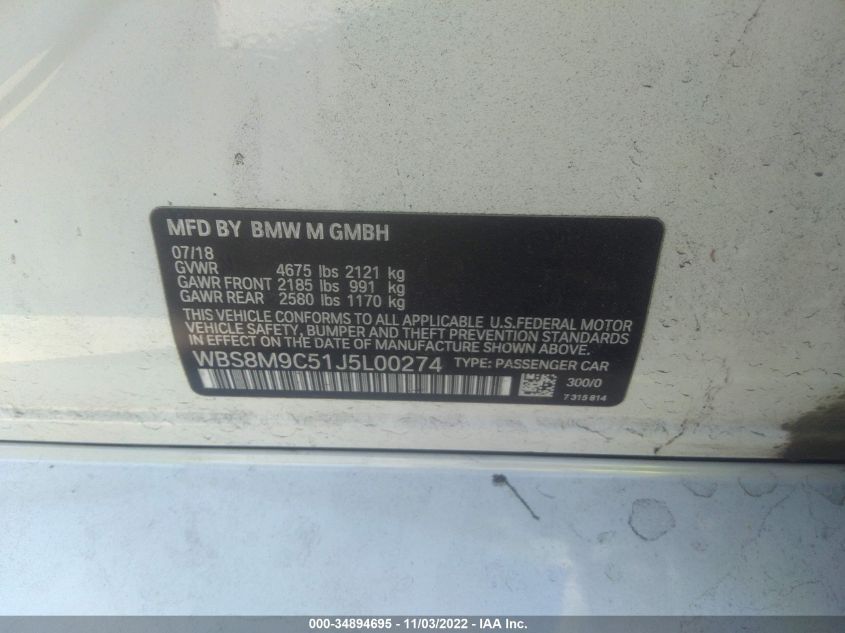 MFD BY BMW M GMBH
07/18
GVWR 4675 lbs 2121 kg
GAWR FRONT 2185 lbs 991 kg
GAWR REAR 2580 lbs 1170 kg
THIS VEHICLE CONFORMS TO ALL APPLICABLE U.S.FEDERAL MOTOR
VEHICLE SAFETY, BUMPER AND THEFT PREVENTION STANDARDS
IN EFFECT ON THE DATE OF MANUFACTURE SHOWN ABOVE.
WBS8M9C51J5L00274 TYPE: PASSENGER CAR
300/0
7 315 814
000-34894695 - 11/03/2022 - IAA Inc.